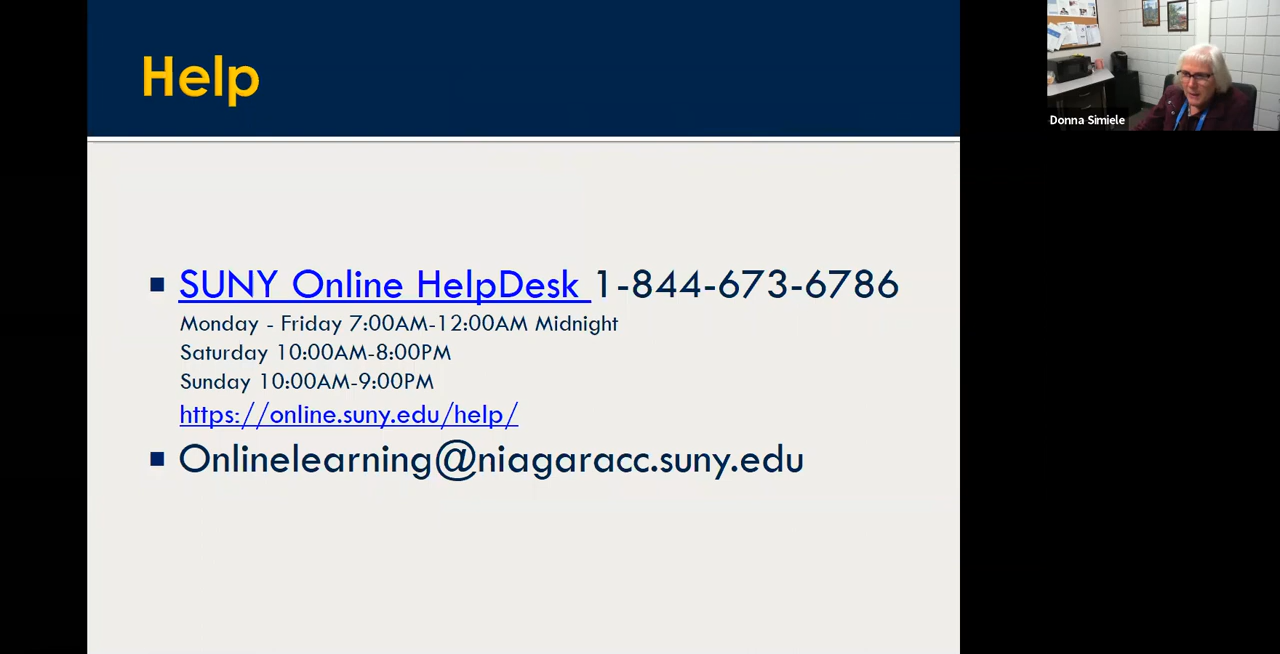 Help
SUNY Online HelpDesk 1-844-673-6786
Monday - Friday 7:00AM-12:00AM Midnight
Saturday 10:00AM-8:00PM
Sunday 10:00AM-9:00PM
https://online.suny.edu/help/
Onlinelearning@niagaracc.suny.edu
Donna Simiele